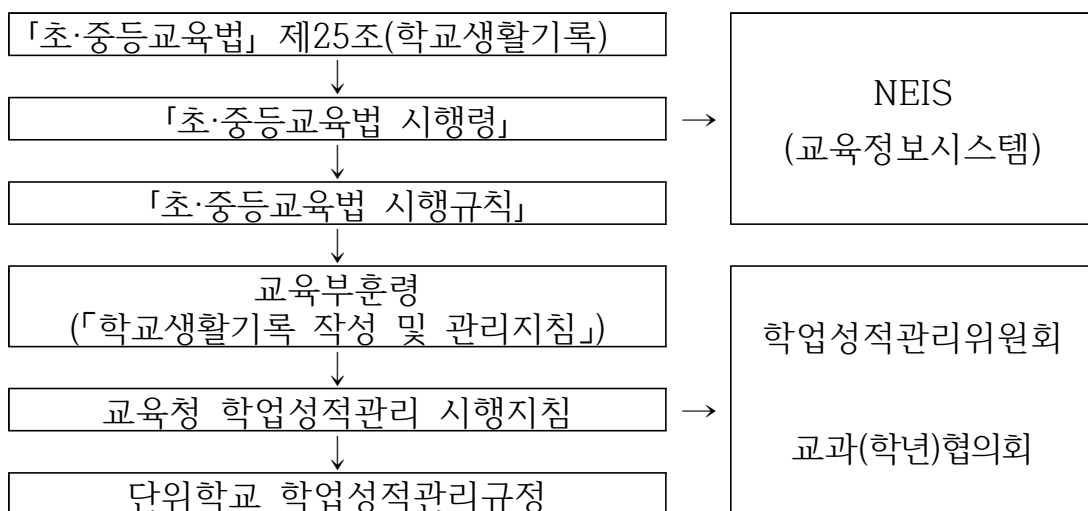 「초·중등교육법」 제25조(학교생활기록)
↓
「초·중등교육법 시행령」
→
NEIS
(교육정보시스템)
↓
「초·중등교육법 시행규칙」
↓
교육부훈령
(「학교생활기록 작성 및 관리지침」)
↓
교육청 학업성적관리 시행지침
→
학업성적관리위원회
교과(학년)협의회
↓
단위학교 학업성적관리규정